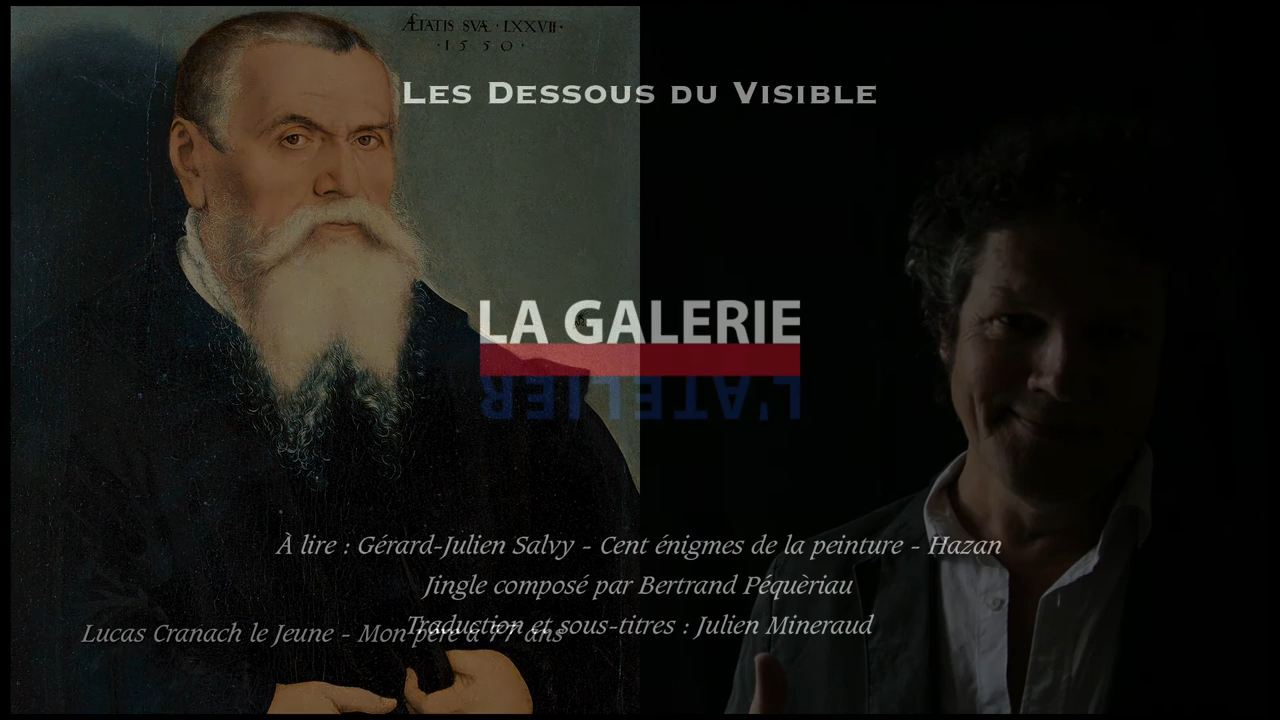 ÆTATIS SVÆ · LXXVII ·
· 1550 ·
LES DESSOUS DU VISIBLE
LA GALERIE
L'ATELIER
À lire : Gérard-Julien Salvy - Cent énigmes de la peinture - Hazan
Jingle composé par Bertrand Péquèriau
Traduction et sous-titres : Julien Mineraud
Lucas Cranach le Jeune - Mon père à 77 ans